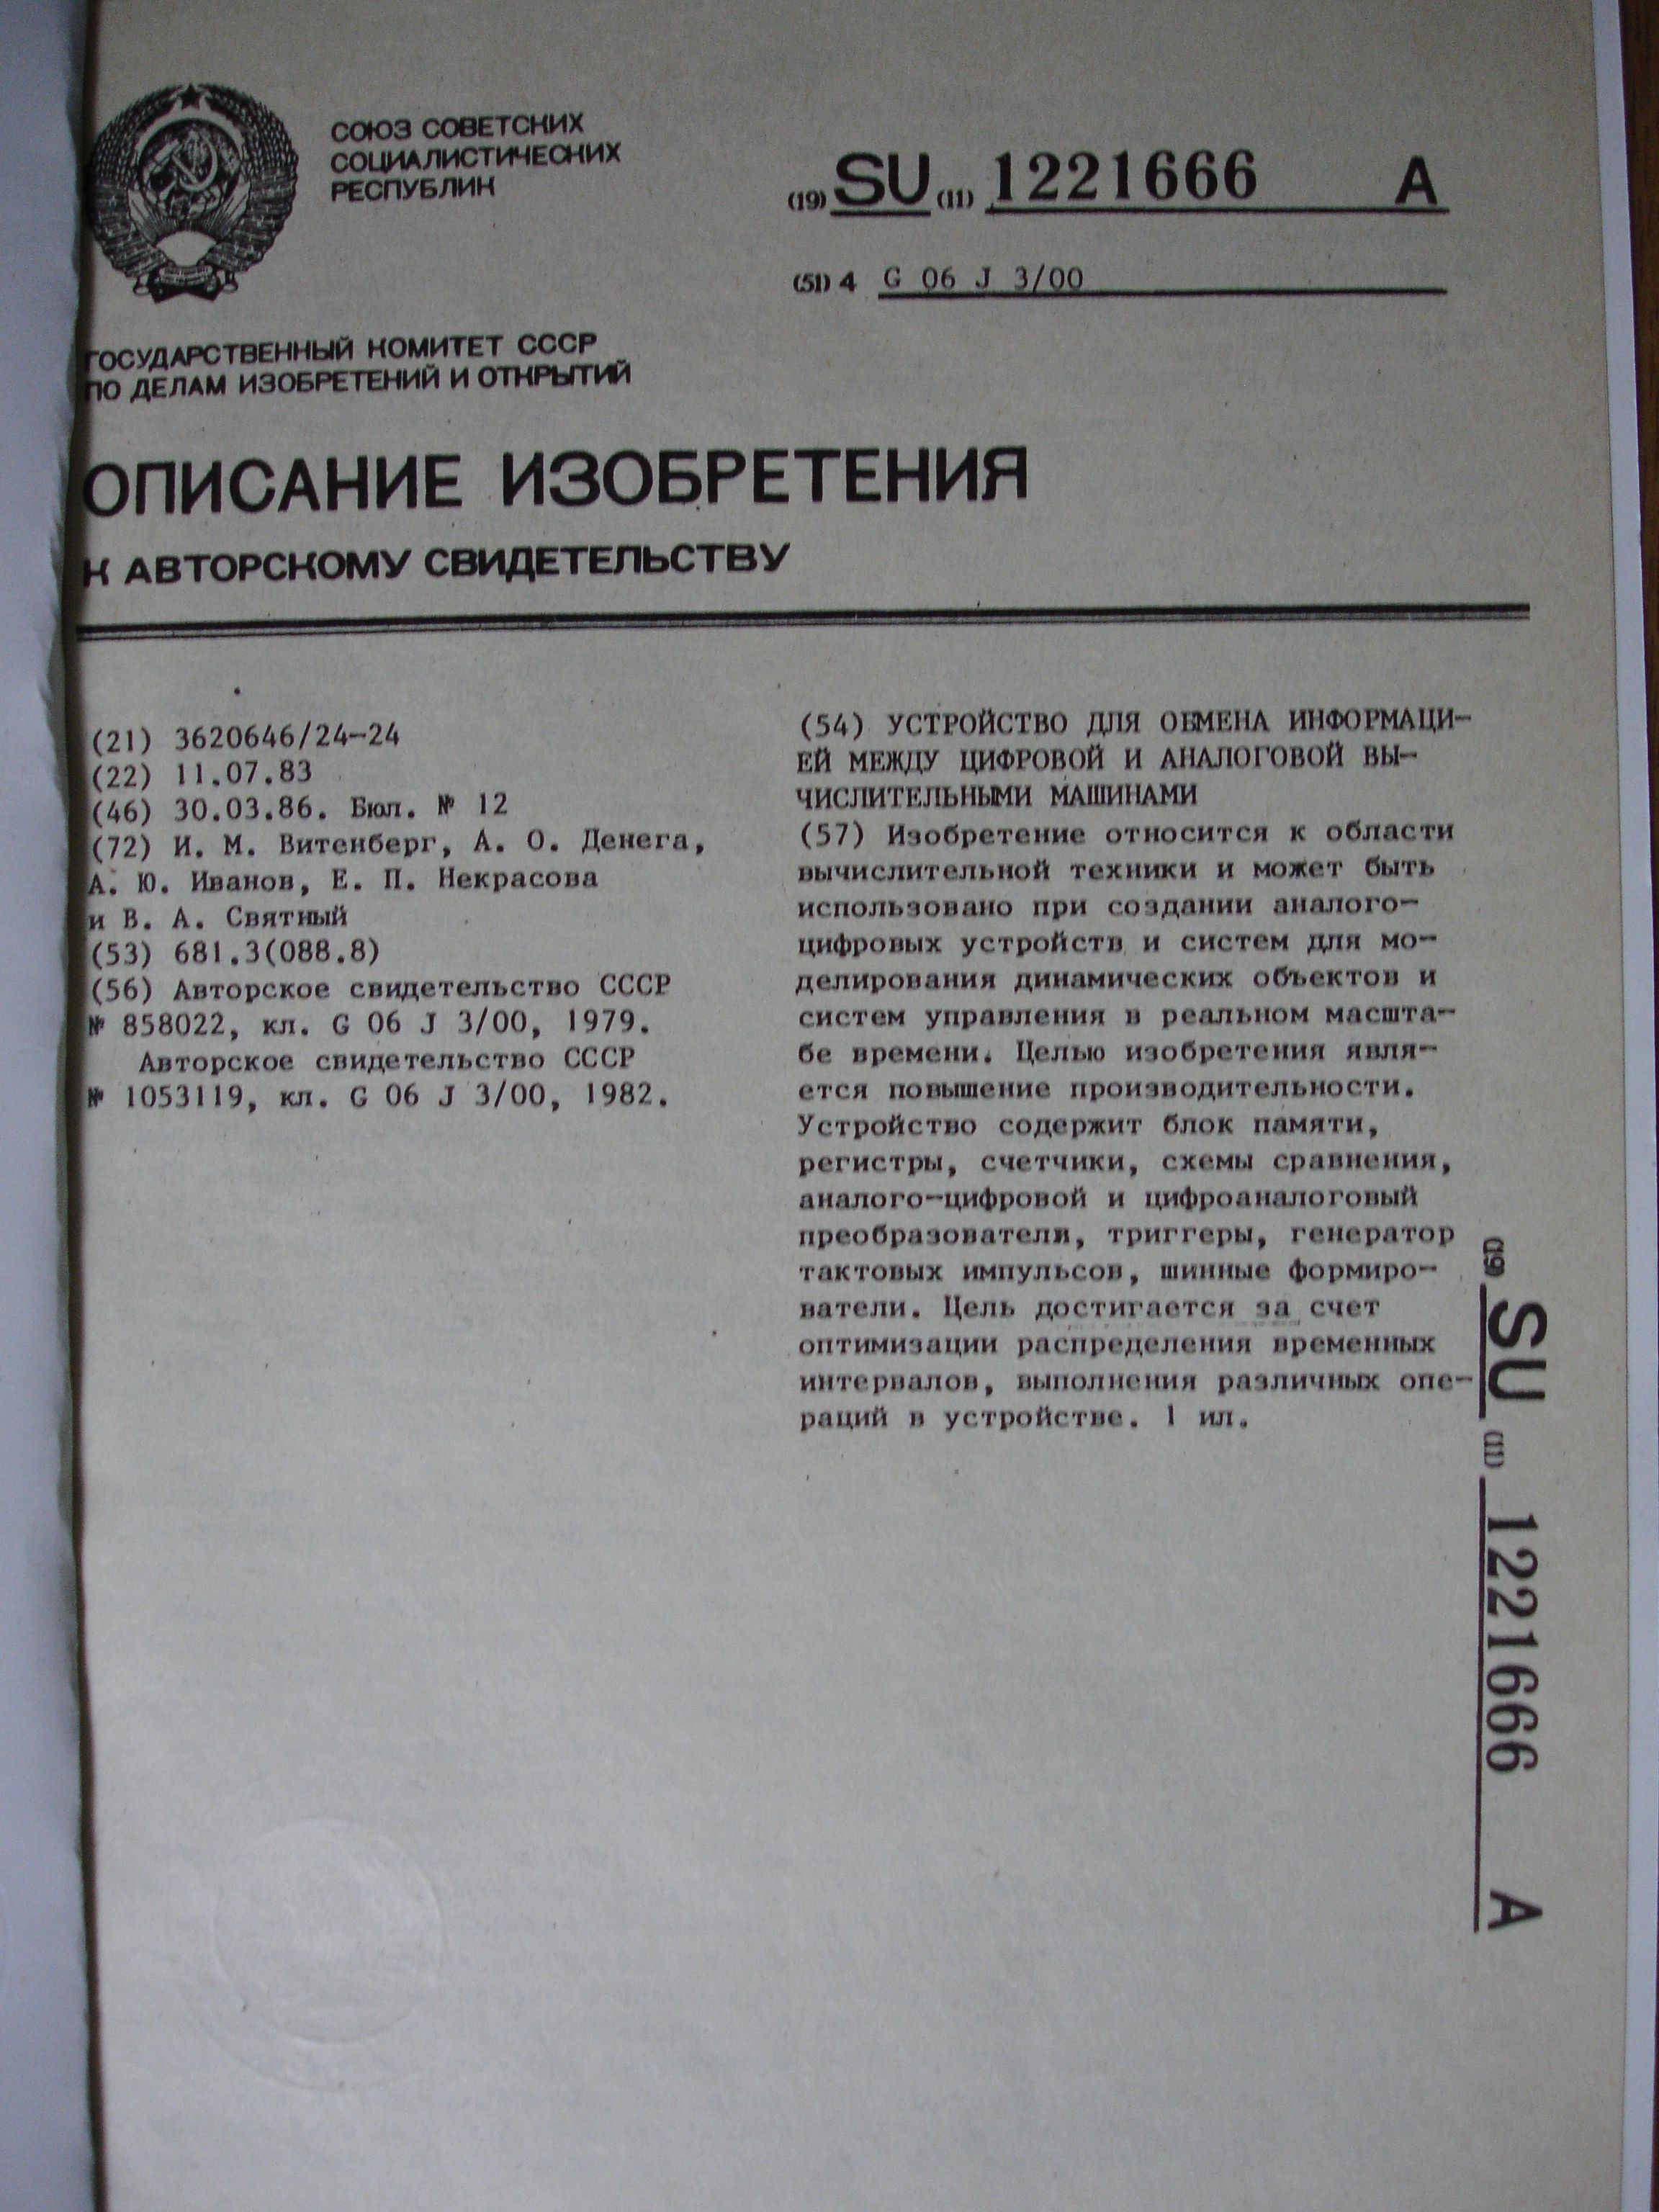 СОЮЗ СОВЕТСКИХ
СОЦИАЛИСТИЧЕСКИХ
РЕСПУБЛИК
(19) SU (11) 1221666 A
(51) 4 G 06 J 3/00
ГОСУДАРСТВЕННЫЙ КОМИТЕТ СССР
ПО ДЕЛАМ ИЗОБРЕТЕНИЙ И ОТКРЫТИЙ
ОПИСАНИЕ ИЗОБРЕТЕНИЯ
К АВТОРСКОМУ СВИДЕТЕЛЬСТВУ
(21) 3620646/24-24
(22) 11.07.83
(46) 30.03.86. Бюл. № 12
(72) И. М. Витенберг, А. О. Денега,
А. Ю. Иванов, Е. П. Некрасова
и В. А. Святный
(53) 681.3(088.8)
(56) Авторское свидетельство СССР
№ 858022, кл. G 06 J 3/00, 1979.
Авторское свидетельство СССР
№ 1053119, кл. G 06 J 3/00, 1982.
(54) УСТРОЙСТВО ДЛЯ ОБМЕНА ИНФОРМАЦИ-
ЕЙ МЕЖДУ ЦИФРОВОЙ И АНАЛОГОВОЙ ВЫ-
ЧИСЛИТЕЛЬНЫМИ МАШИНАМИ
(57) Изобретение относится к области
вычислительной техники и может быть
использовано при создании аналого-
цифровых устройств и систем для мо-
делирования динамических объектов и
систем управления в реальном масшта-
бе времени. Целью изобретения явля-
ется повышение производительности.
Устройство содержит блок памяти,
регистры, счетчики, схемы сравнения,
аналого-цифровой и цифроаналоговый
преобразователи, триггеры, генератор
тактовых импульсов, шинные формиро-
ватели. Цель достигается за счет
оптимизации распределения временных
интервалов, выполнения различных опе-
раций в устройстве. 1 ил.
(19) SU (11) 1221666 A